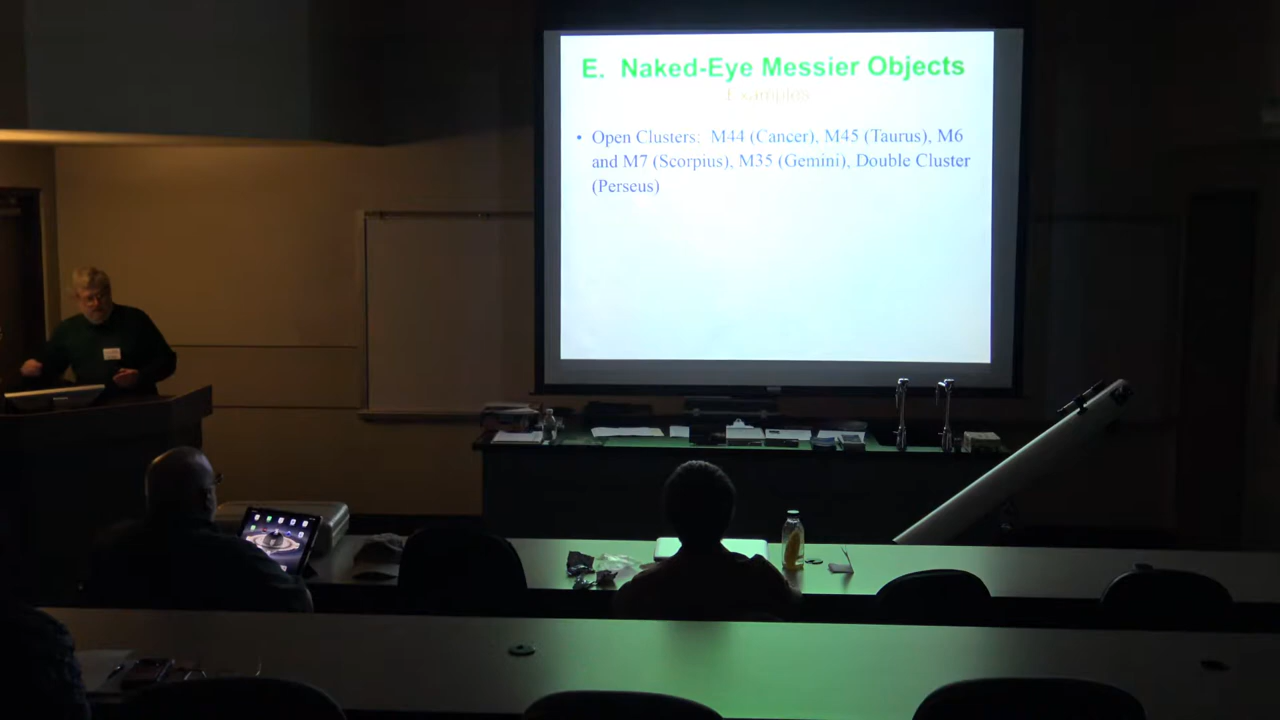 E. Naked-Eye Messier Objects
Examples
• Open Clusters: M44 (Cancer), M45 (Taurus), M6
and M7 (Scorpius), M35 (Gemini), Double Cluster
(Perseus)